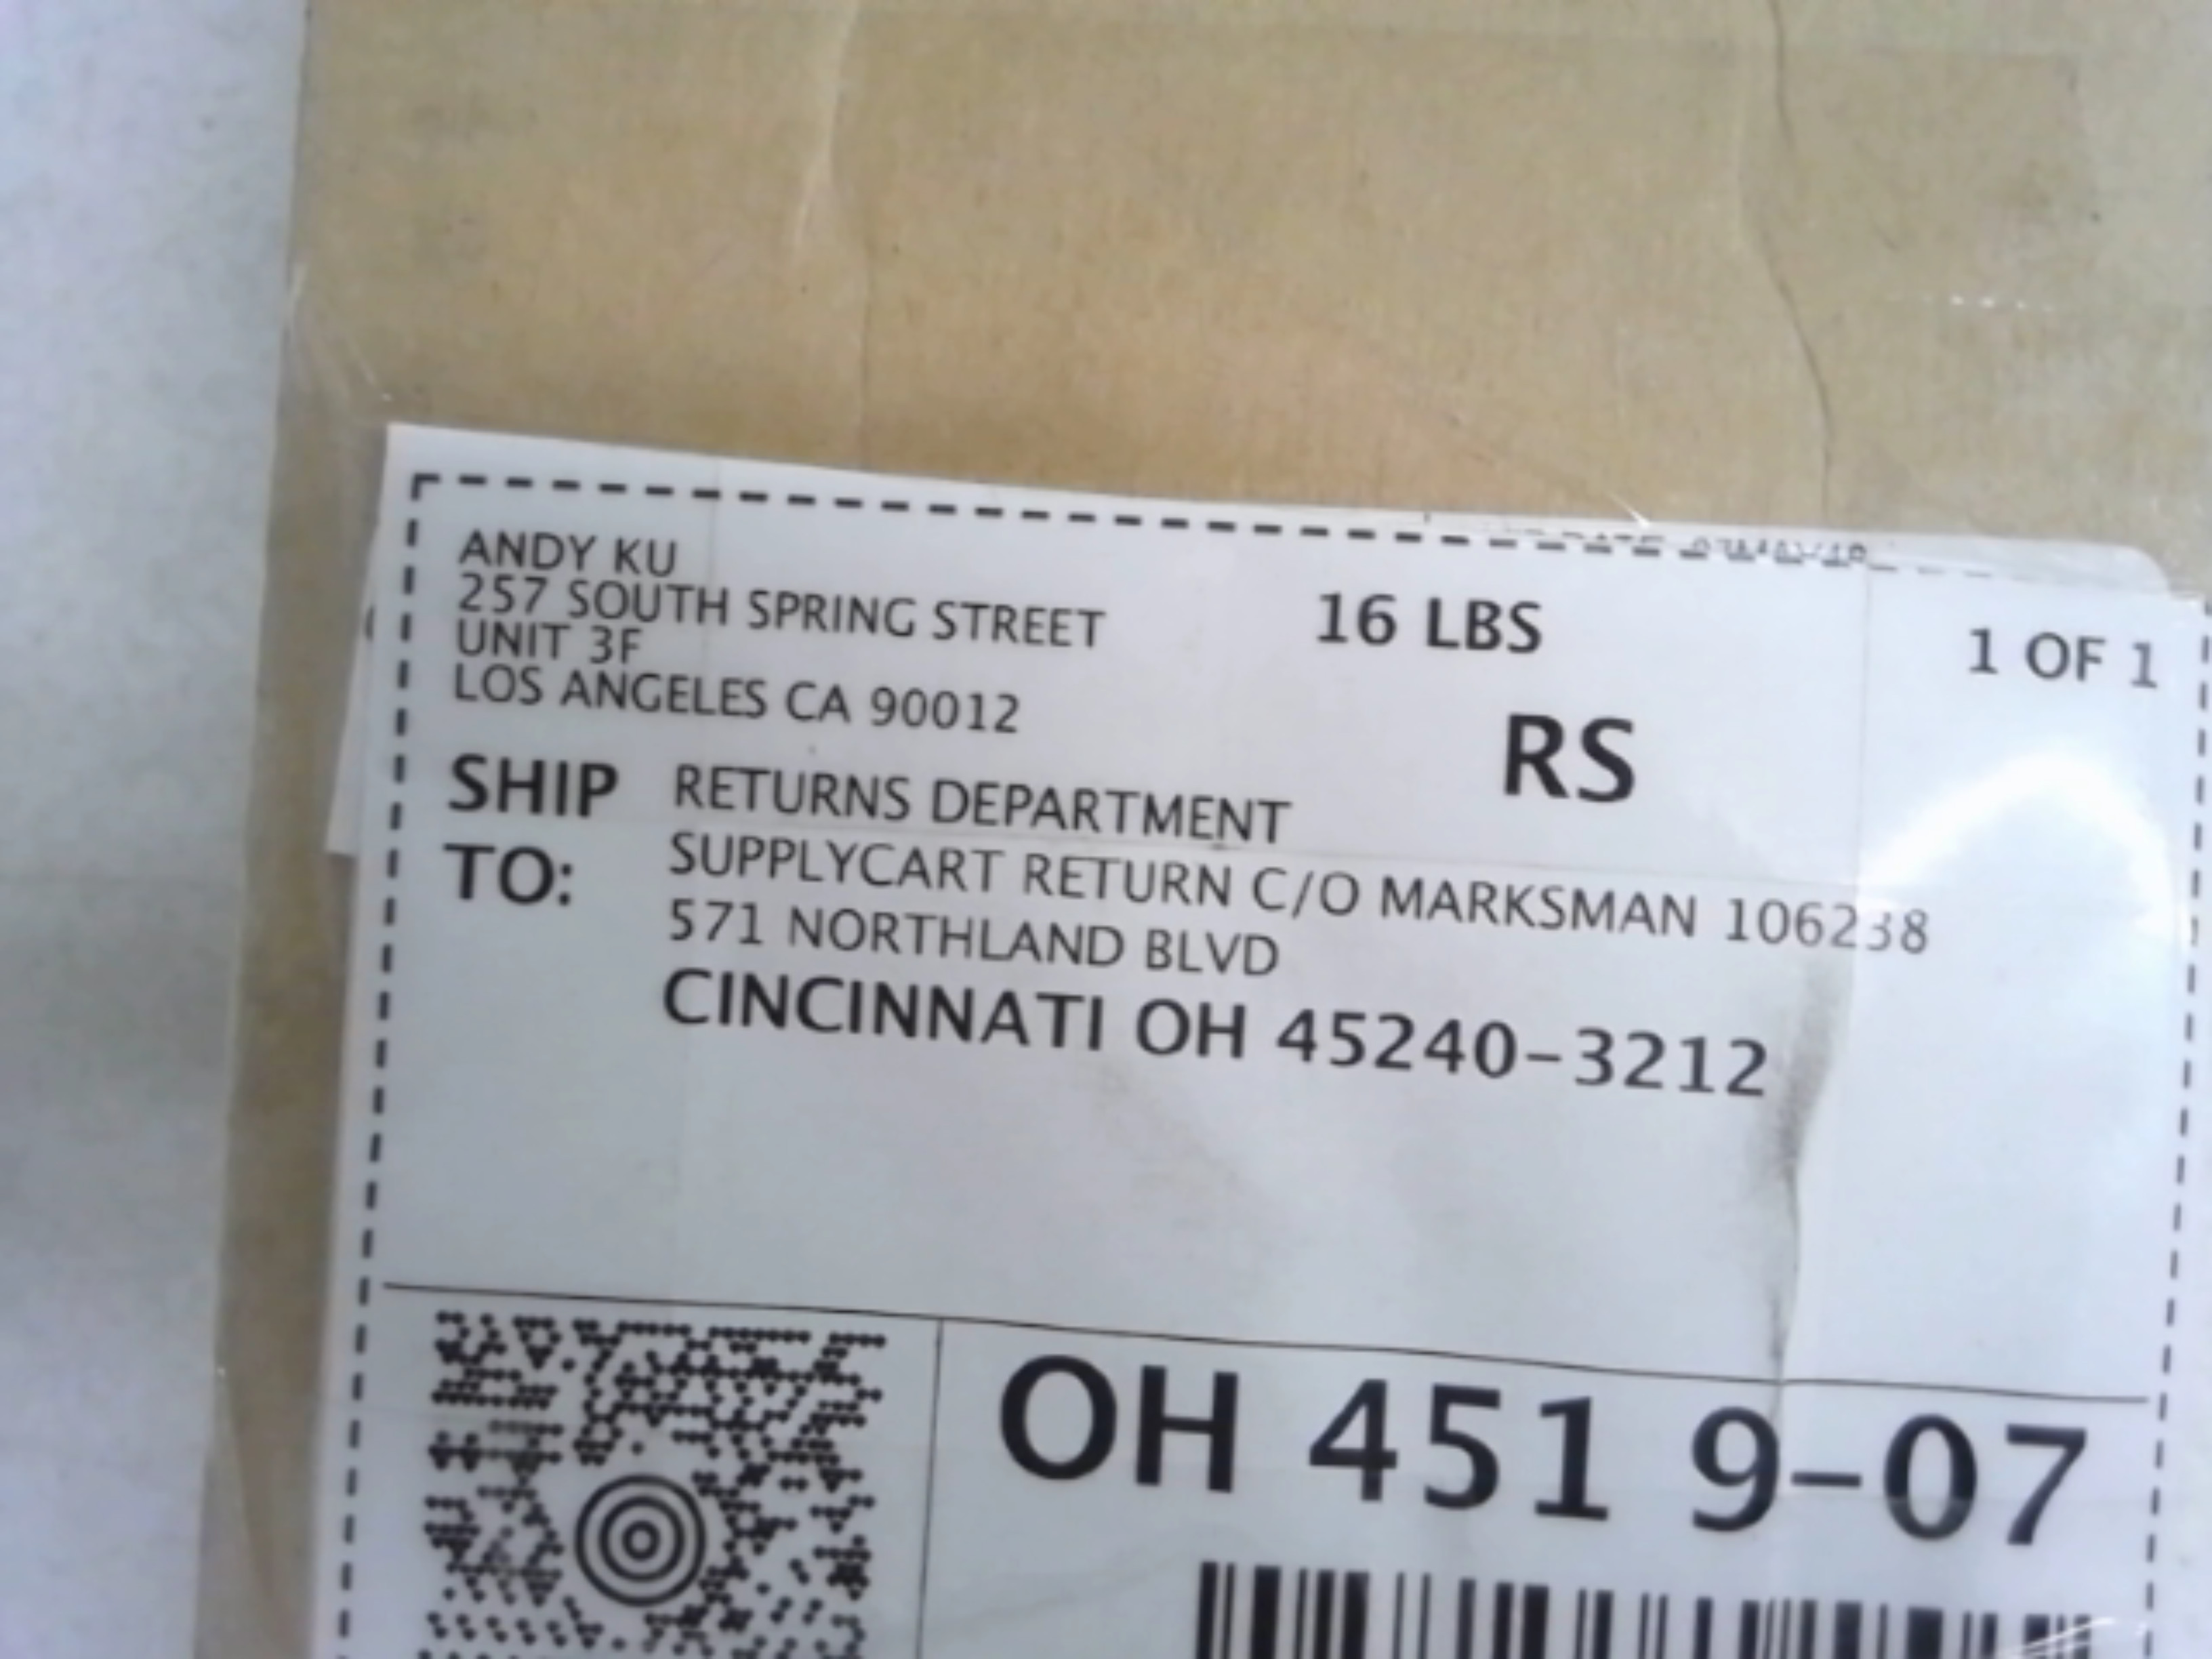 ANDY KU
257 SOUTH SPRING STREET
UNIT 3F
LOS ANGELES CA 90012
16 LBS
1 OF 1
RS
SHIP TO:
RETURNS DEPARTMENT
SUPPLYCART RETURN C/O MARKSMAN 106238
571 NORTHLAND BLVD
CINCINNATI OH 45240-3212
OH 451 9-07